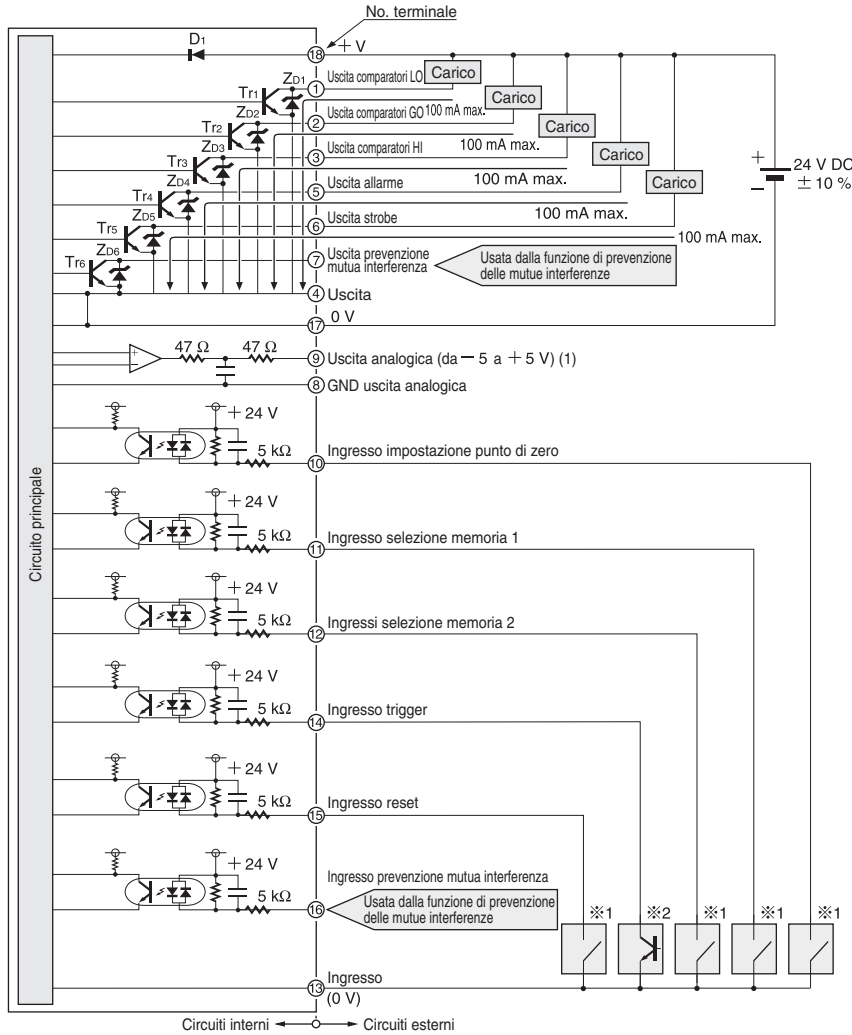 No. terminale
D1
18 + V
ZD1
1 Uscita comparatori LO
Carico
Tr1
ZD2
2 Uscita comparatori GO
100 mA max.
Carico
Tr2
ZD3
3 Uscita comparatori HI
100 mA max.
Carico
Tr3
ZD4
5 Uscita allarme
100 mA max.
Carico
Tr4
ZD5
6 Uscita strobe
100 mA max.
Carico
Tr5
ZD6
7 Uscita prevenzione
mutua interferenza
100 mA max.
Tr6
Usata dalla funzione di prevenzione
delle mutue interferenze
4 Uscita
17 0 V
+
−
24 V DC
± 10 %
47 Ω
47 Ω
9 Uscita analogica (da − 5 a + 5 V) (1)
8 GND uscita analogica
Circuito principale
+ 24 V
5 kΩ
10 Ingresso impostazione punto di zero
+ 24 V
5 kΩ
11 Ingresso selezione memoria 1
+ 24 V
5 kΩ
12 Ingressi selezione memoria 2
+ 24 V
5 kΩ
14 Ingresso trigger
+ 24 V
5 kΩ
15 Ingresso reset
+ 24 V
5 kΩ
Ingresso prevenzione mutua interferenza
16
Usata dalla funzione di prevenzione
delle mutue interferenze
※1
※2
※1
※1
※1
13 Ingresso
(0 V)
Circuiti interni
Circuiti esterni